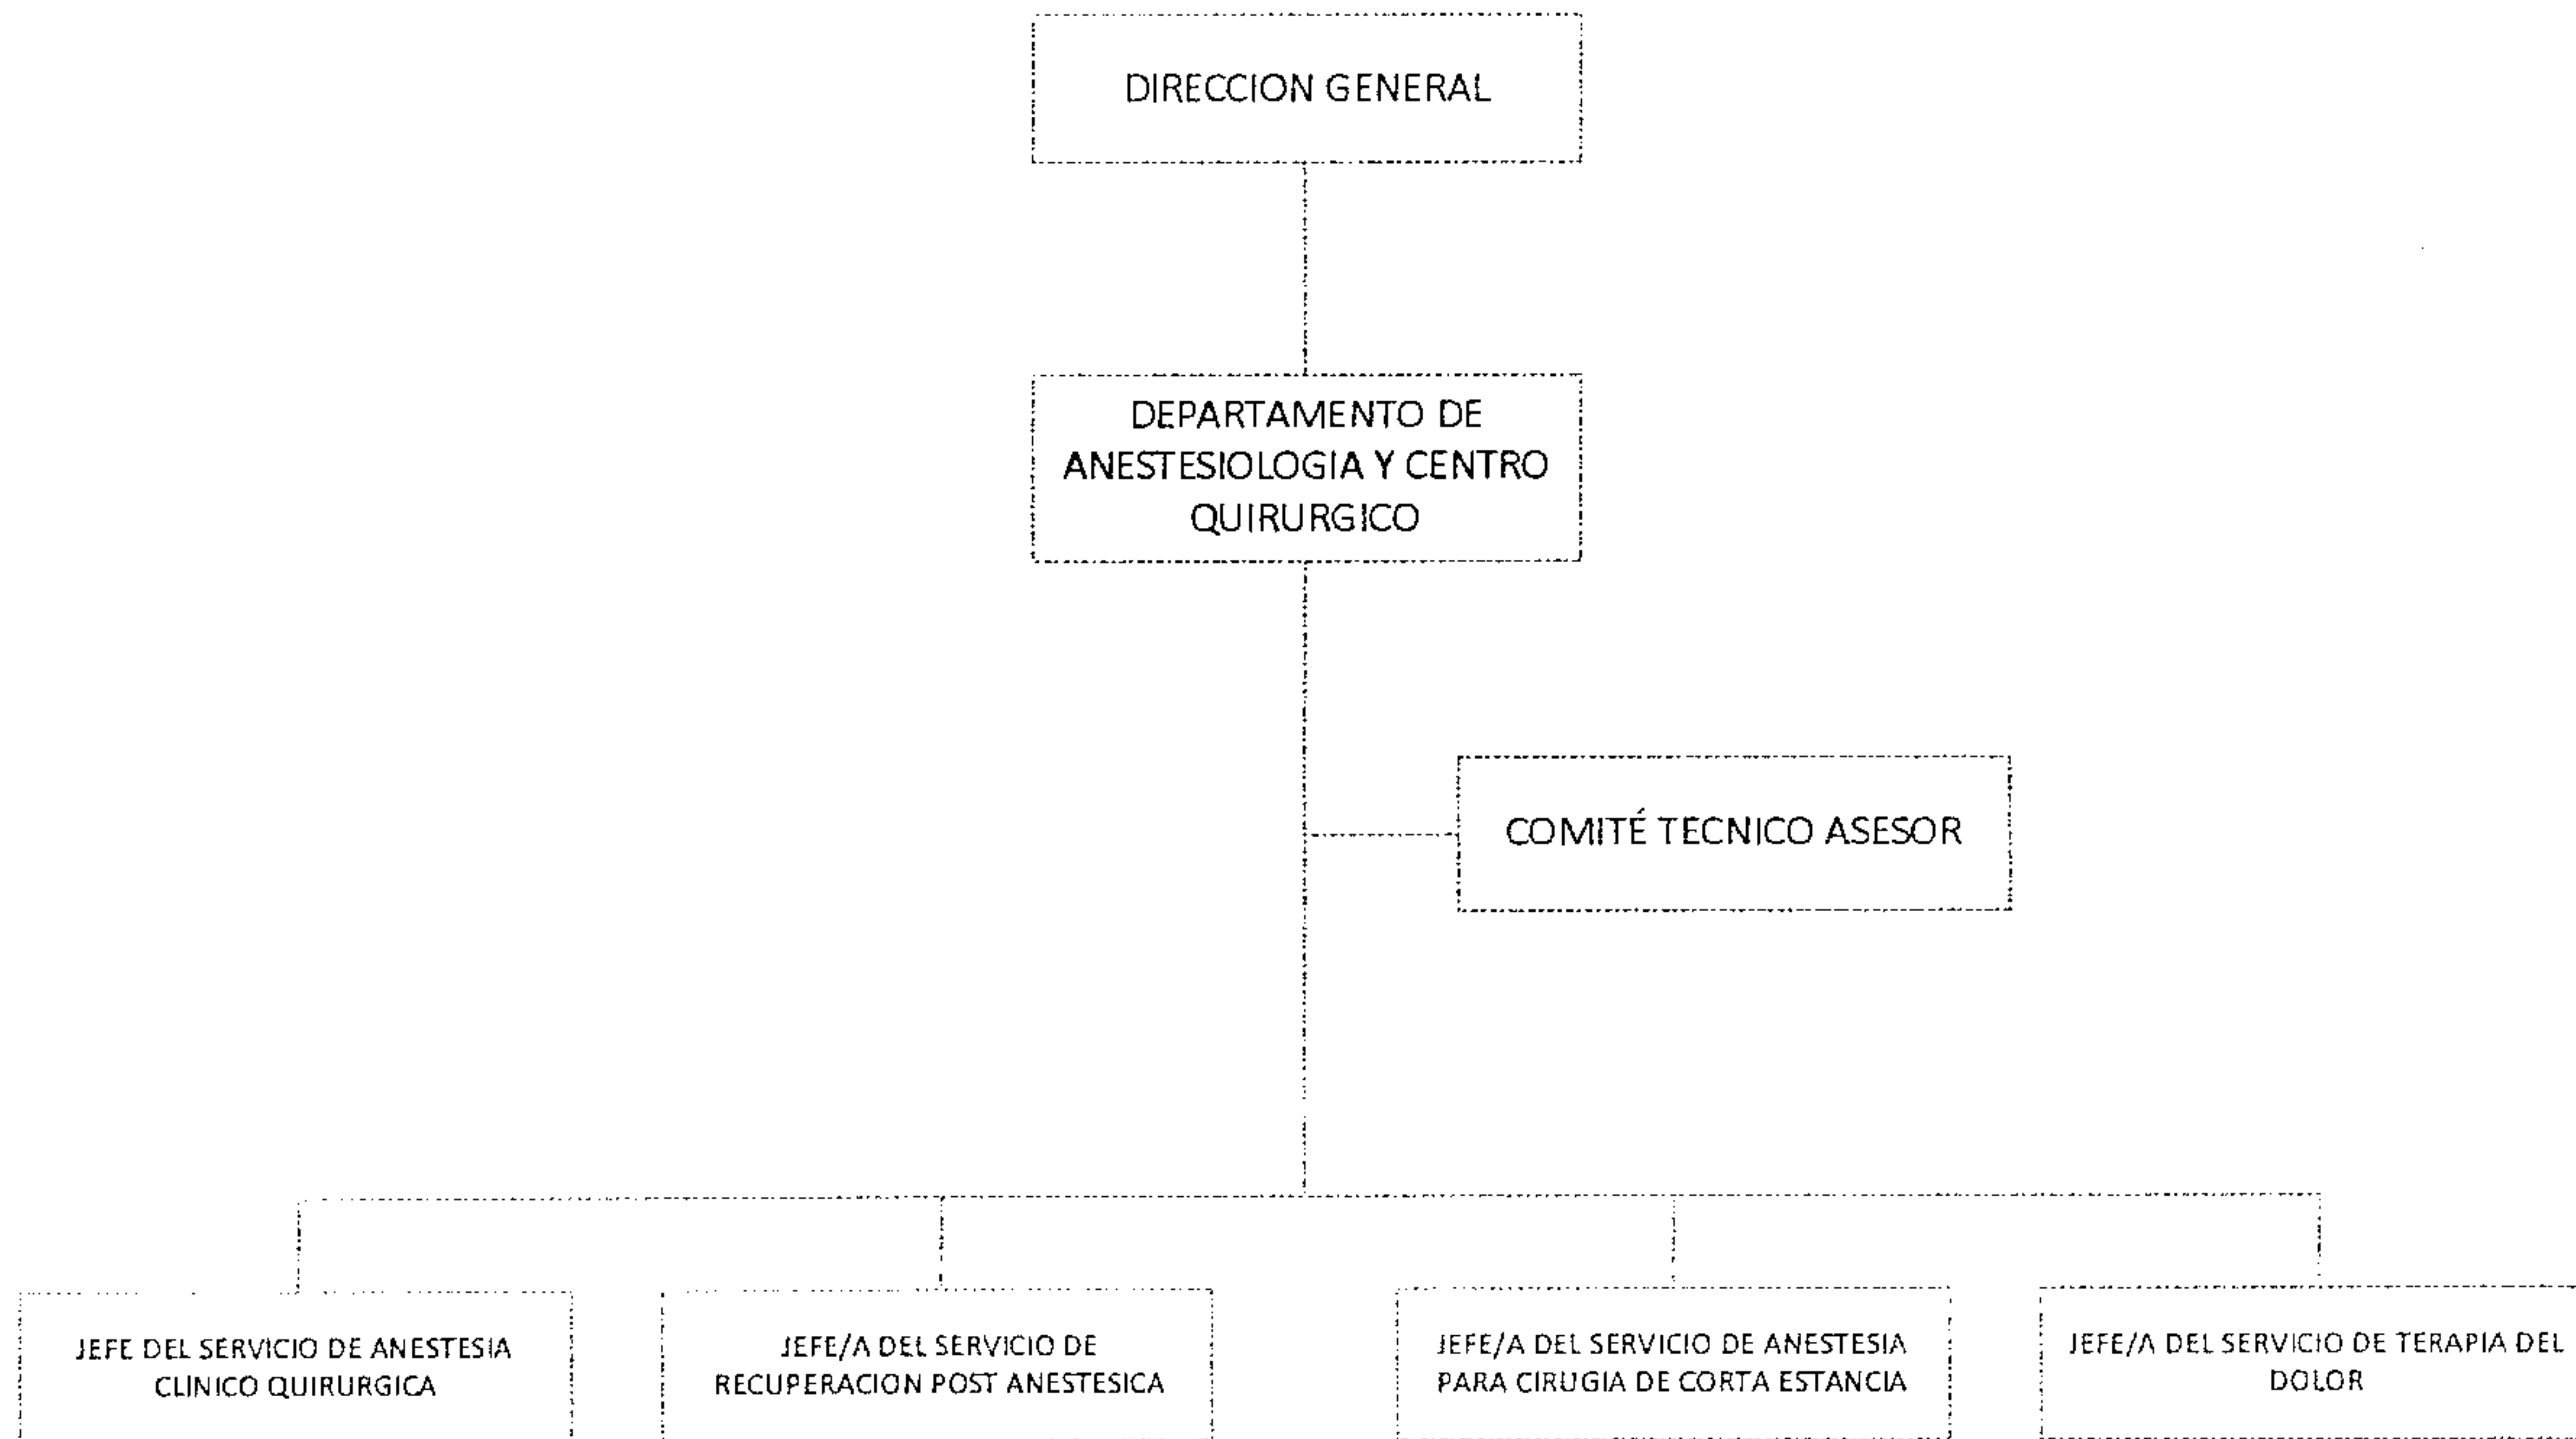 DIRECCION GENERAL
DEPARTAMENTO DE
ANESTESIOLOGIA Y CENTRO
QUIRURGICO
COMITÉ TECNICO ASESOR
JEFE DEL SERVICIO DE ANESTESIA
CLINICO QUIRURGICA
JEFE/A DEL SERVICIO DE
RECUPERACION POST ANESTESICA
JEFE/A DEL SERVICIO DE ANESTESIA
PARA CIRUGIA DE CORTA ESTANCIA
JEFE/A DEL SERVICIO DE TERAPIA DEL
DOLOR